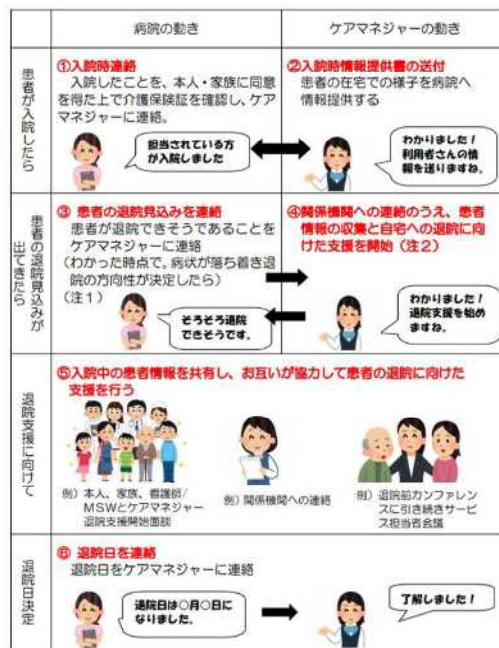 病院の動き
ケアマネジャーの動き
患者が入院したら
①入院時連絡
入院したことを、本人・家族に同意
を得た上で介護保険証を確認し、ケア
マネジャーに連絡。
担当されている方
が入院しました
②入院時情報提供書の送付
患者の在宅での様子を病院へ
情報提供する
わかりました！
利用者さんの情
報を送りますね。
患者の退院見込みが
出てきたら
③ 患者の退院見込みを連絡
患者が退院できそうであることを
ケアマネジャーに連絡
（わかった時点で。病状が落ち着き退
院の方向性が決定したら）
（注１）
そろそろ退院
できそうです。
④関係機関への連絡のうえ、患者
情報の収集と自宅への退院に向
けた支援を開始（注２）
わかりました！
退院支援を始め
ますね。
退院支援に向けて
⑤入院中の患者情報を共有し、お互いが協力して患者の退院に向けた
支援を行う
例）本人、家族、看護師/
MSWとケアマネジャー
退院支援開始面談
例）関係機関への連絡
例）退院前カンファレン
スに引き続きサービ
ス担当者会議
退院日決定
⑥ 退院日を連絡
退院日をケアマネジャーに連絡
退院日は○月○日に
なりました。
了解しました！